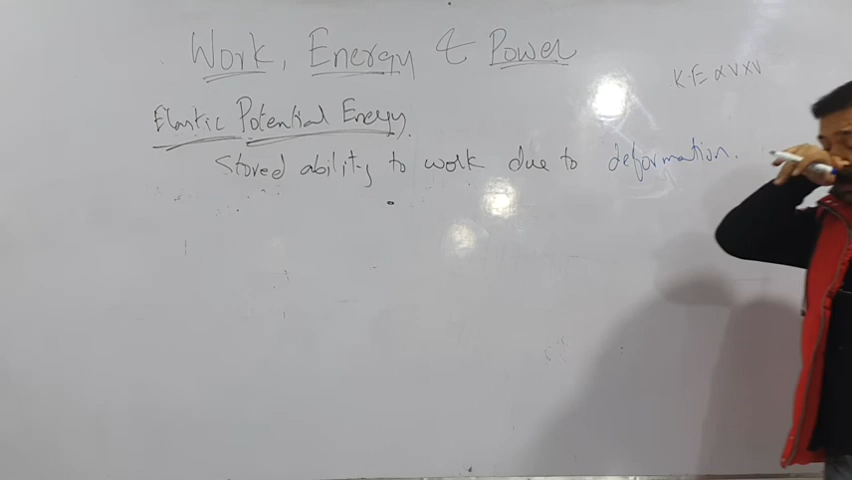 Work, Energy & Power
K.E α V X V
Elastic Potential Energy.
Stored ability to work due to deformation.